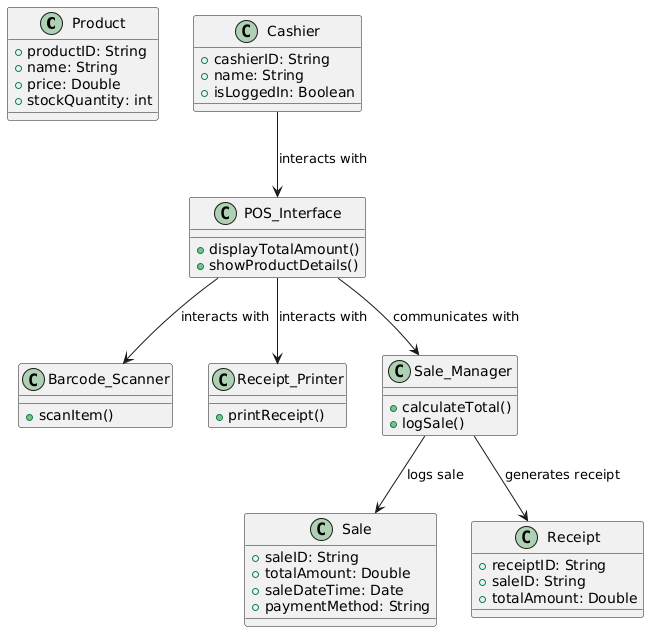 C Product
+ productID: String
+ name: String
+ price: Double
+ stockQuantity: int
C Cashier
+ cashierID: String
+ name: String
+ isLoggedIn: Boolean
interacts with
C POS_Interface
+ displayTotalAmount()
+ showProductDetails()
interacts with
interacts with
communicates with
C Barcode_Scanner
+ scanItem()
C Receipt_Printer
+ printReceipt()
C Sale_Manager
+ calculateTotal()
+ logSale()
logs sale
generates receipt
C Sale
+ saleID: String
+ totalAmount: Double
+ saleDateTime: Date
+ paymentMethod: String
C Receipt
+ receiptID: String
+ saleID: String
+ totalAmount: Double